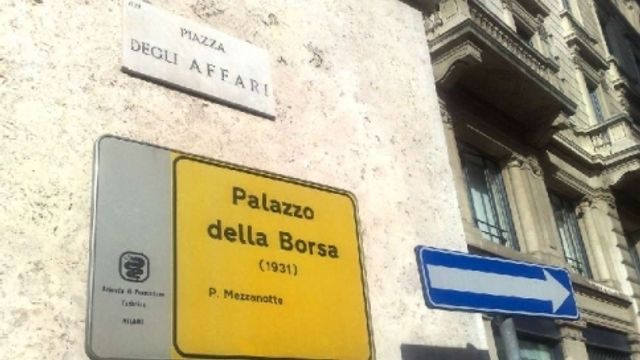 PIAZZA
DEGLI AFFARI
Palazzo
della Borsa
(1931)
P. Mezzanotte
MILANO